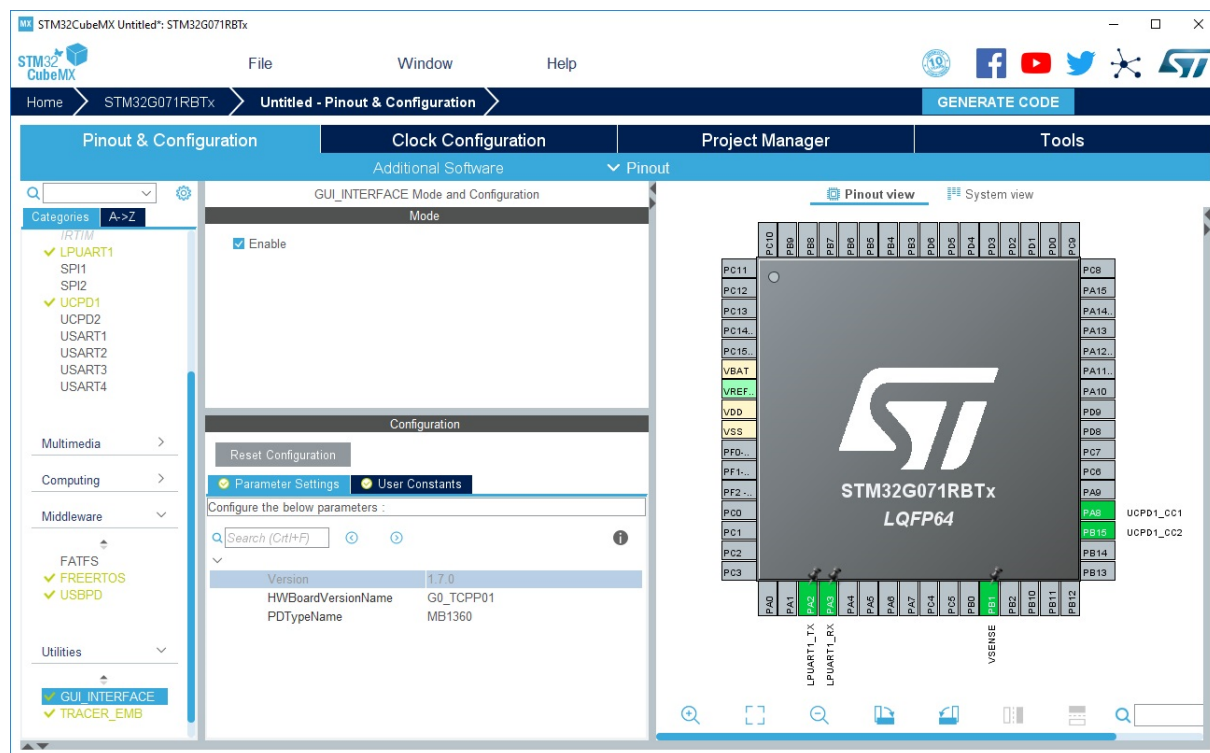 MX STM32CubeMX Untitled*: STM32G071RBTx
STM32 CubeMX
File Window Help
10
Home STM32G071RBTx Untitled - Pinout & Configuration GENERATE CODE
Pinout & Configuration Clock Configuration Project Manager Tools
Additional Software Pinout
Categories A->Z
IRTIM
LPUART1
SPI1
SPI2
UCPD1
UCPD2
USART1
USART2
USART3
USART4
Multimedia
Computing
Middleware
FATFS
FREERTOS
USBPD
Utilities
GUI_INTERFACE
TRACER_EMB
GUI_INTERFACE Mode and Configuration
Mode
Enable
Configuration
Reset Configuration
Parameter Settings User Constants
Configure the below parameters :
Search (Crtl+F)
Version 1.7.0
HWBoardVersionName G0_TCPP01
PDTypeName MB1360
Pinout view System view
PC10 PB9 PB8 PB7 PB6 PB5 PB4 PB3 PD6 PD5 PD4 PD3 PD2 PD1 PD0 PC9
PC11
PC12
PC13
PC14..
PC15..
VBAT
VREF..
VDD
VSS
PF0-..
PF1-..
PF2 -..
PC0
PC1
PC2
PC3
STM32G071RBTx
LQFP64
PC8
PA15
PA14..
PA13
PA12..
PA11..
PA10
PD9
PD8
PC7
PC6
PA9
PA8 UCPD1_CC1
PB15 UCPD1_CC2
PB14
PB13
PA0 PA1 PA2 PA3 PA4 PA5 PA6 PA7 PC4 PC5 PB0 PB1 PB2 PB10 PB11 PB12
LPUART1_TX
LPUART1_RX
VSENSE